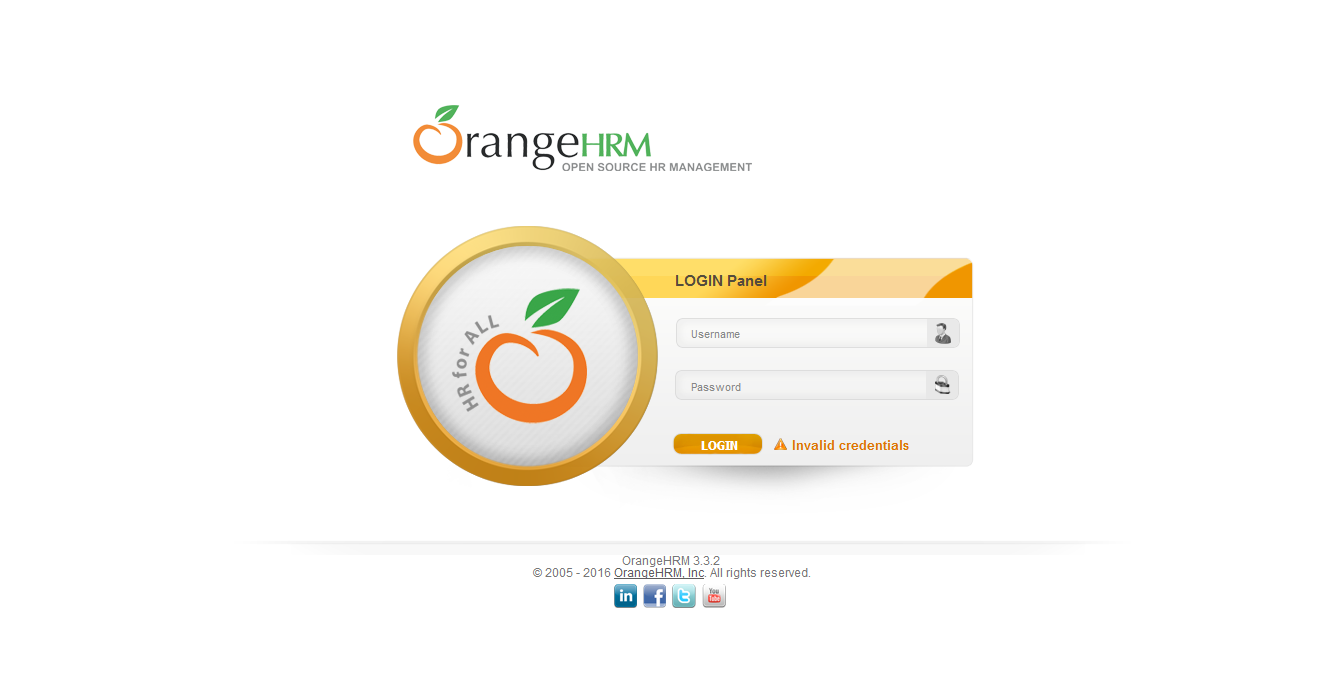 OrangeHRM
OPEN SOURCE HR MANAGEMENT
HR for ALL
LOGIN Panel
Username
Password
LOGIN Invalid credentials
OrangeHRM 3.3.2
© 2005 - 2016 OrangeHRM, Inc. All rights reserved.
in f t You Tube